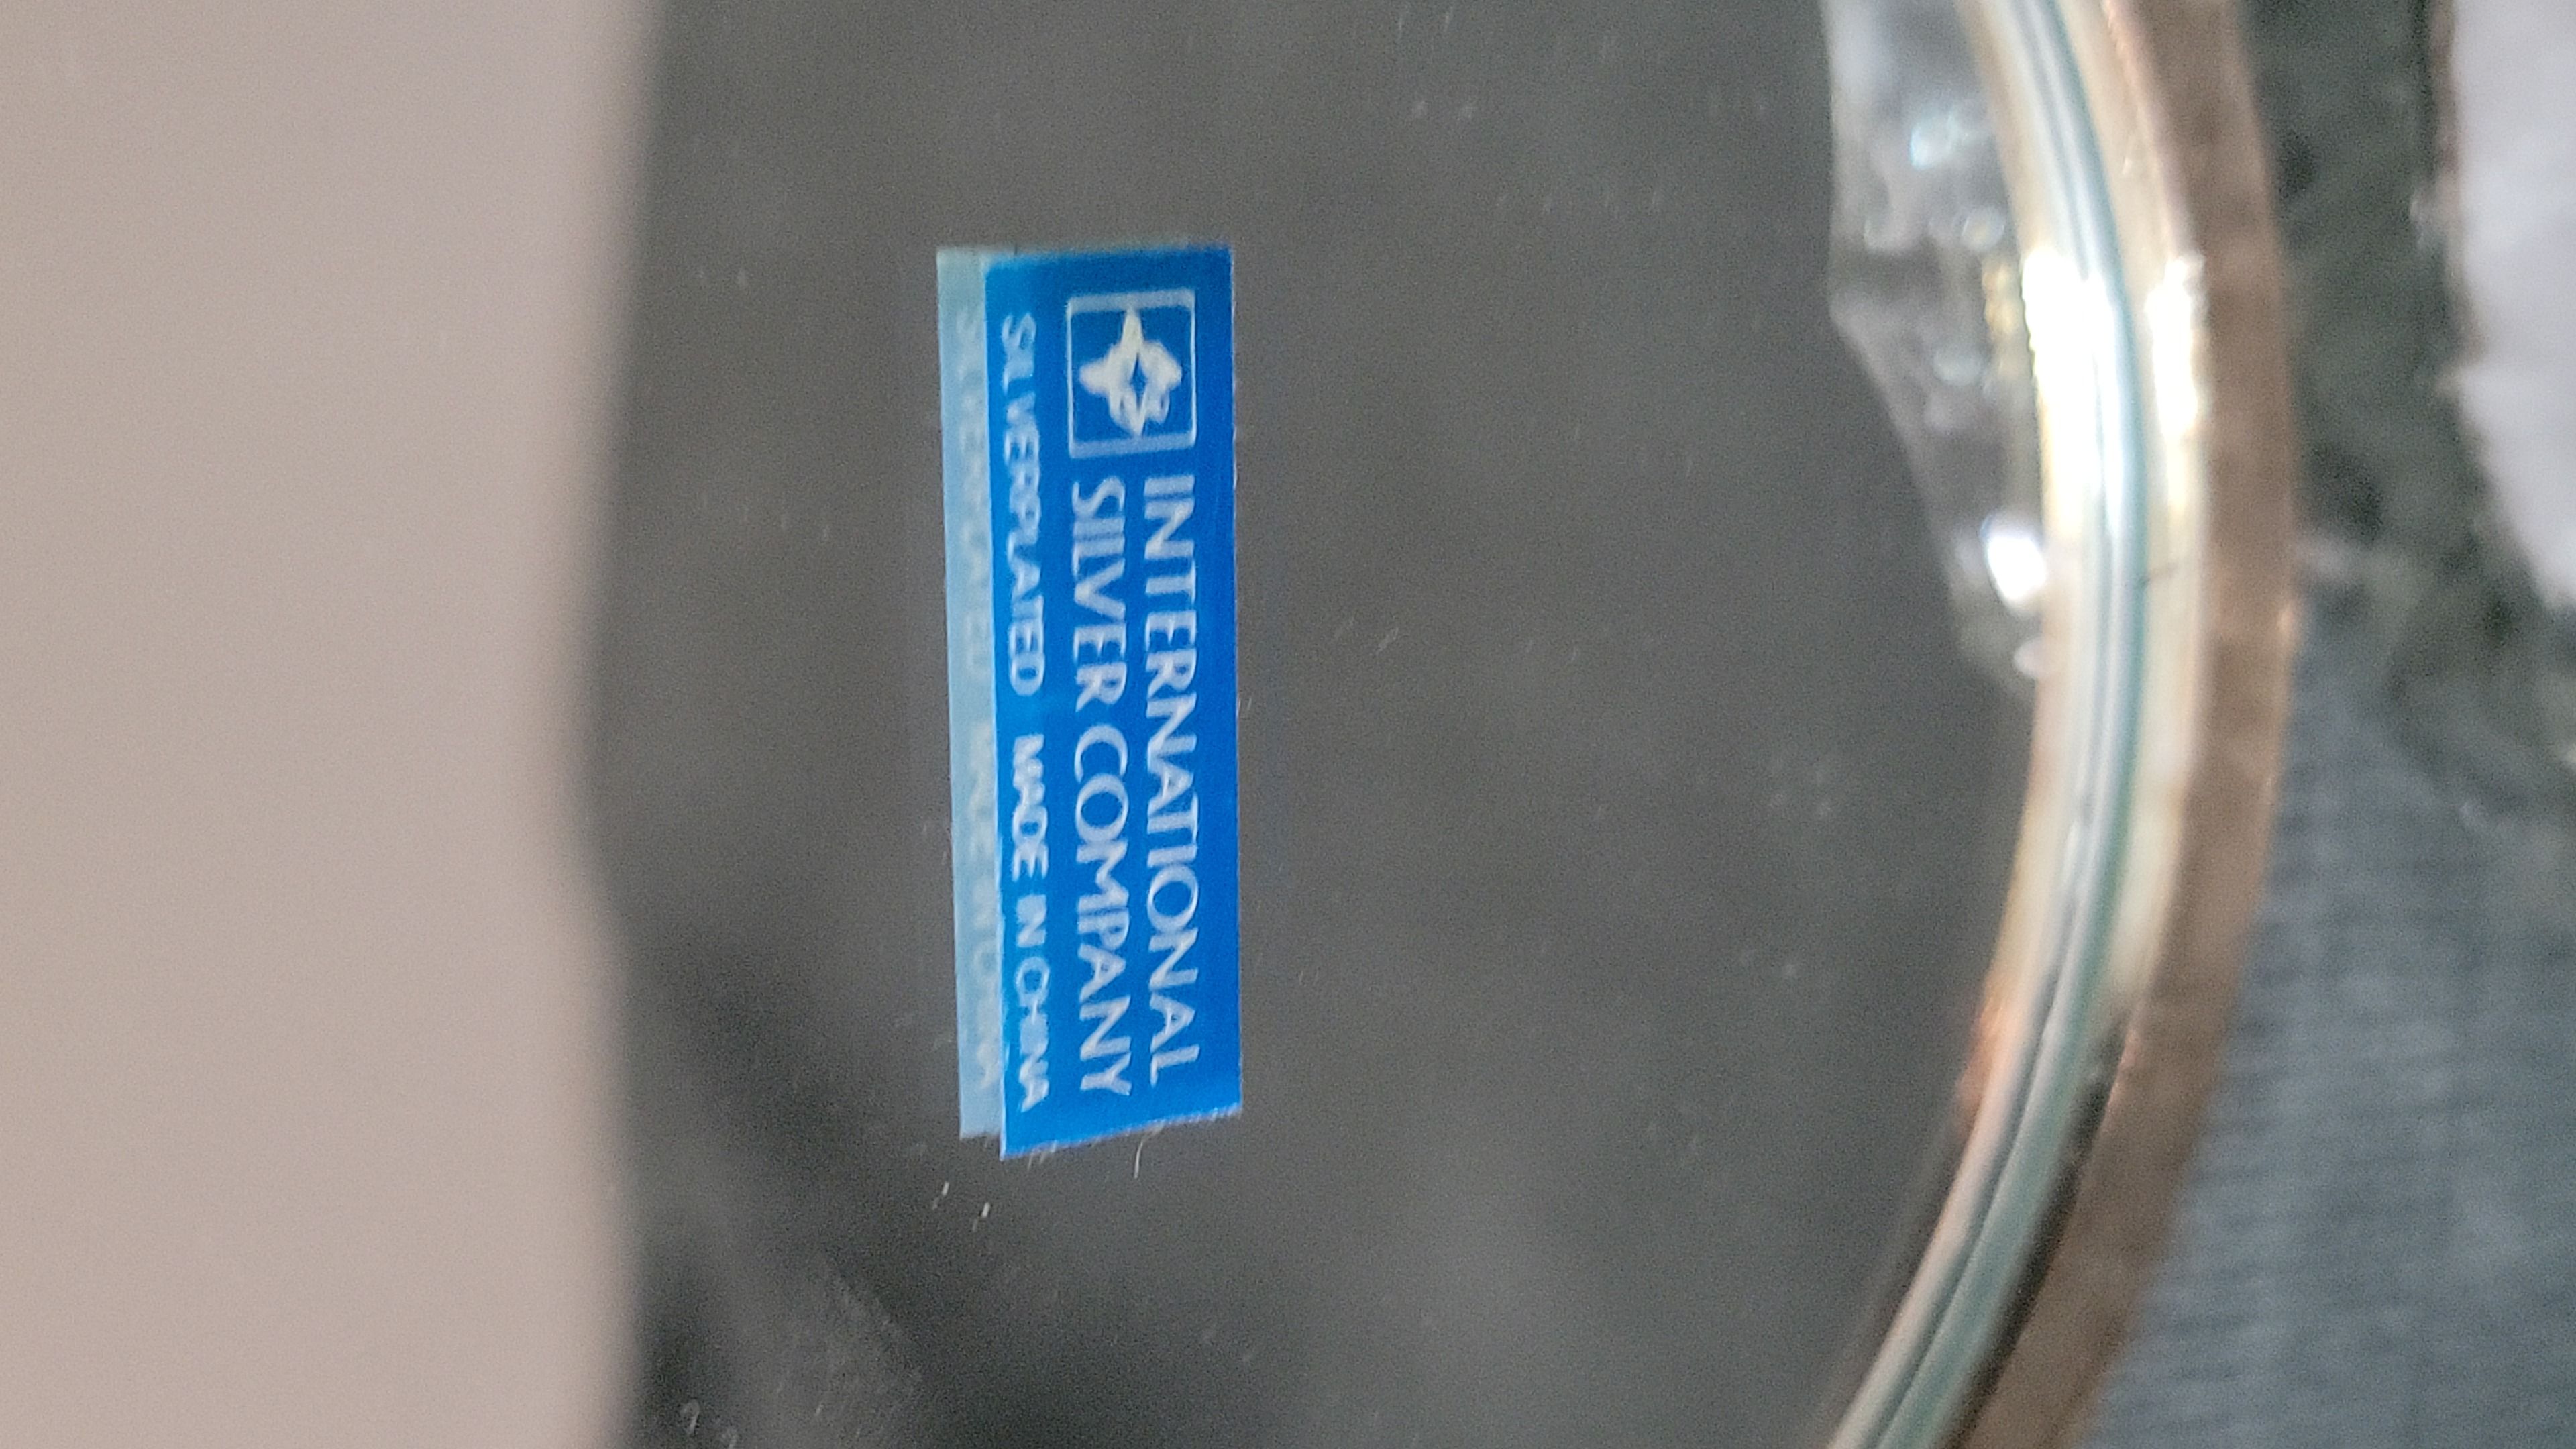 INTERNATIONAL
SILVER COMPANY
SILVERPLATED MADE IN CHINA